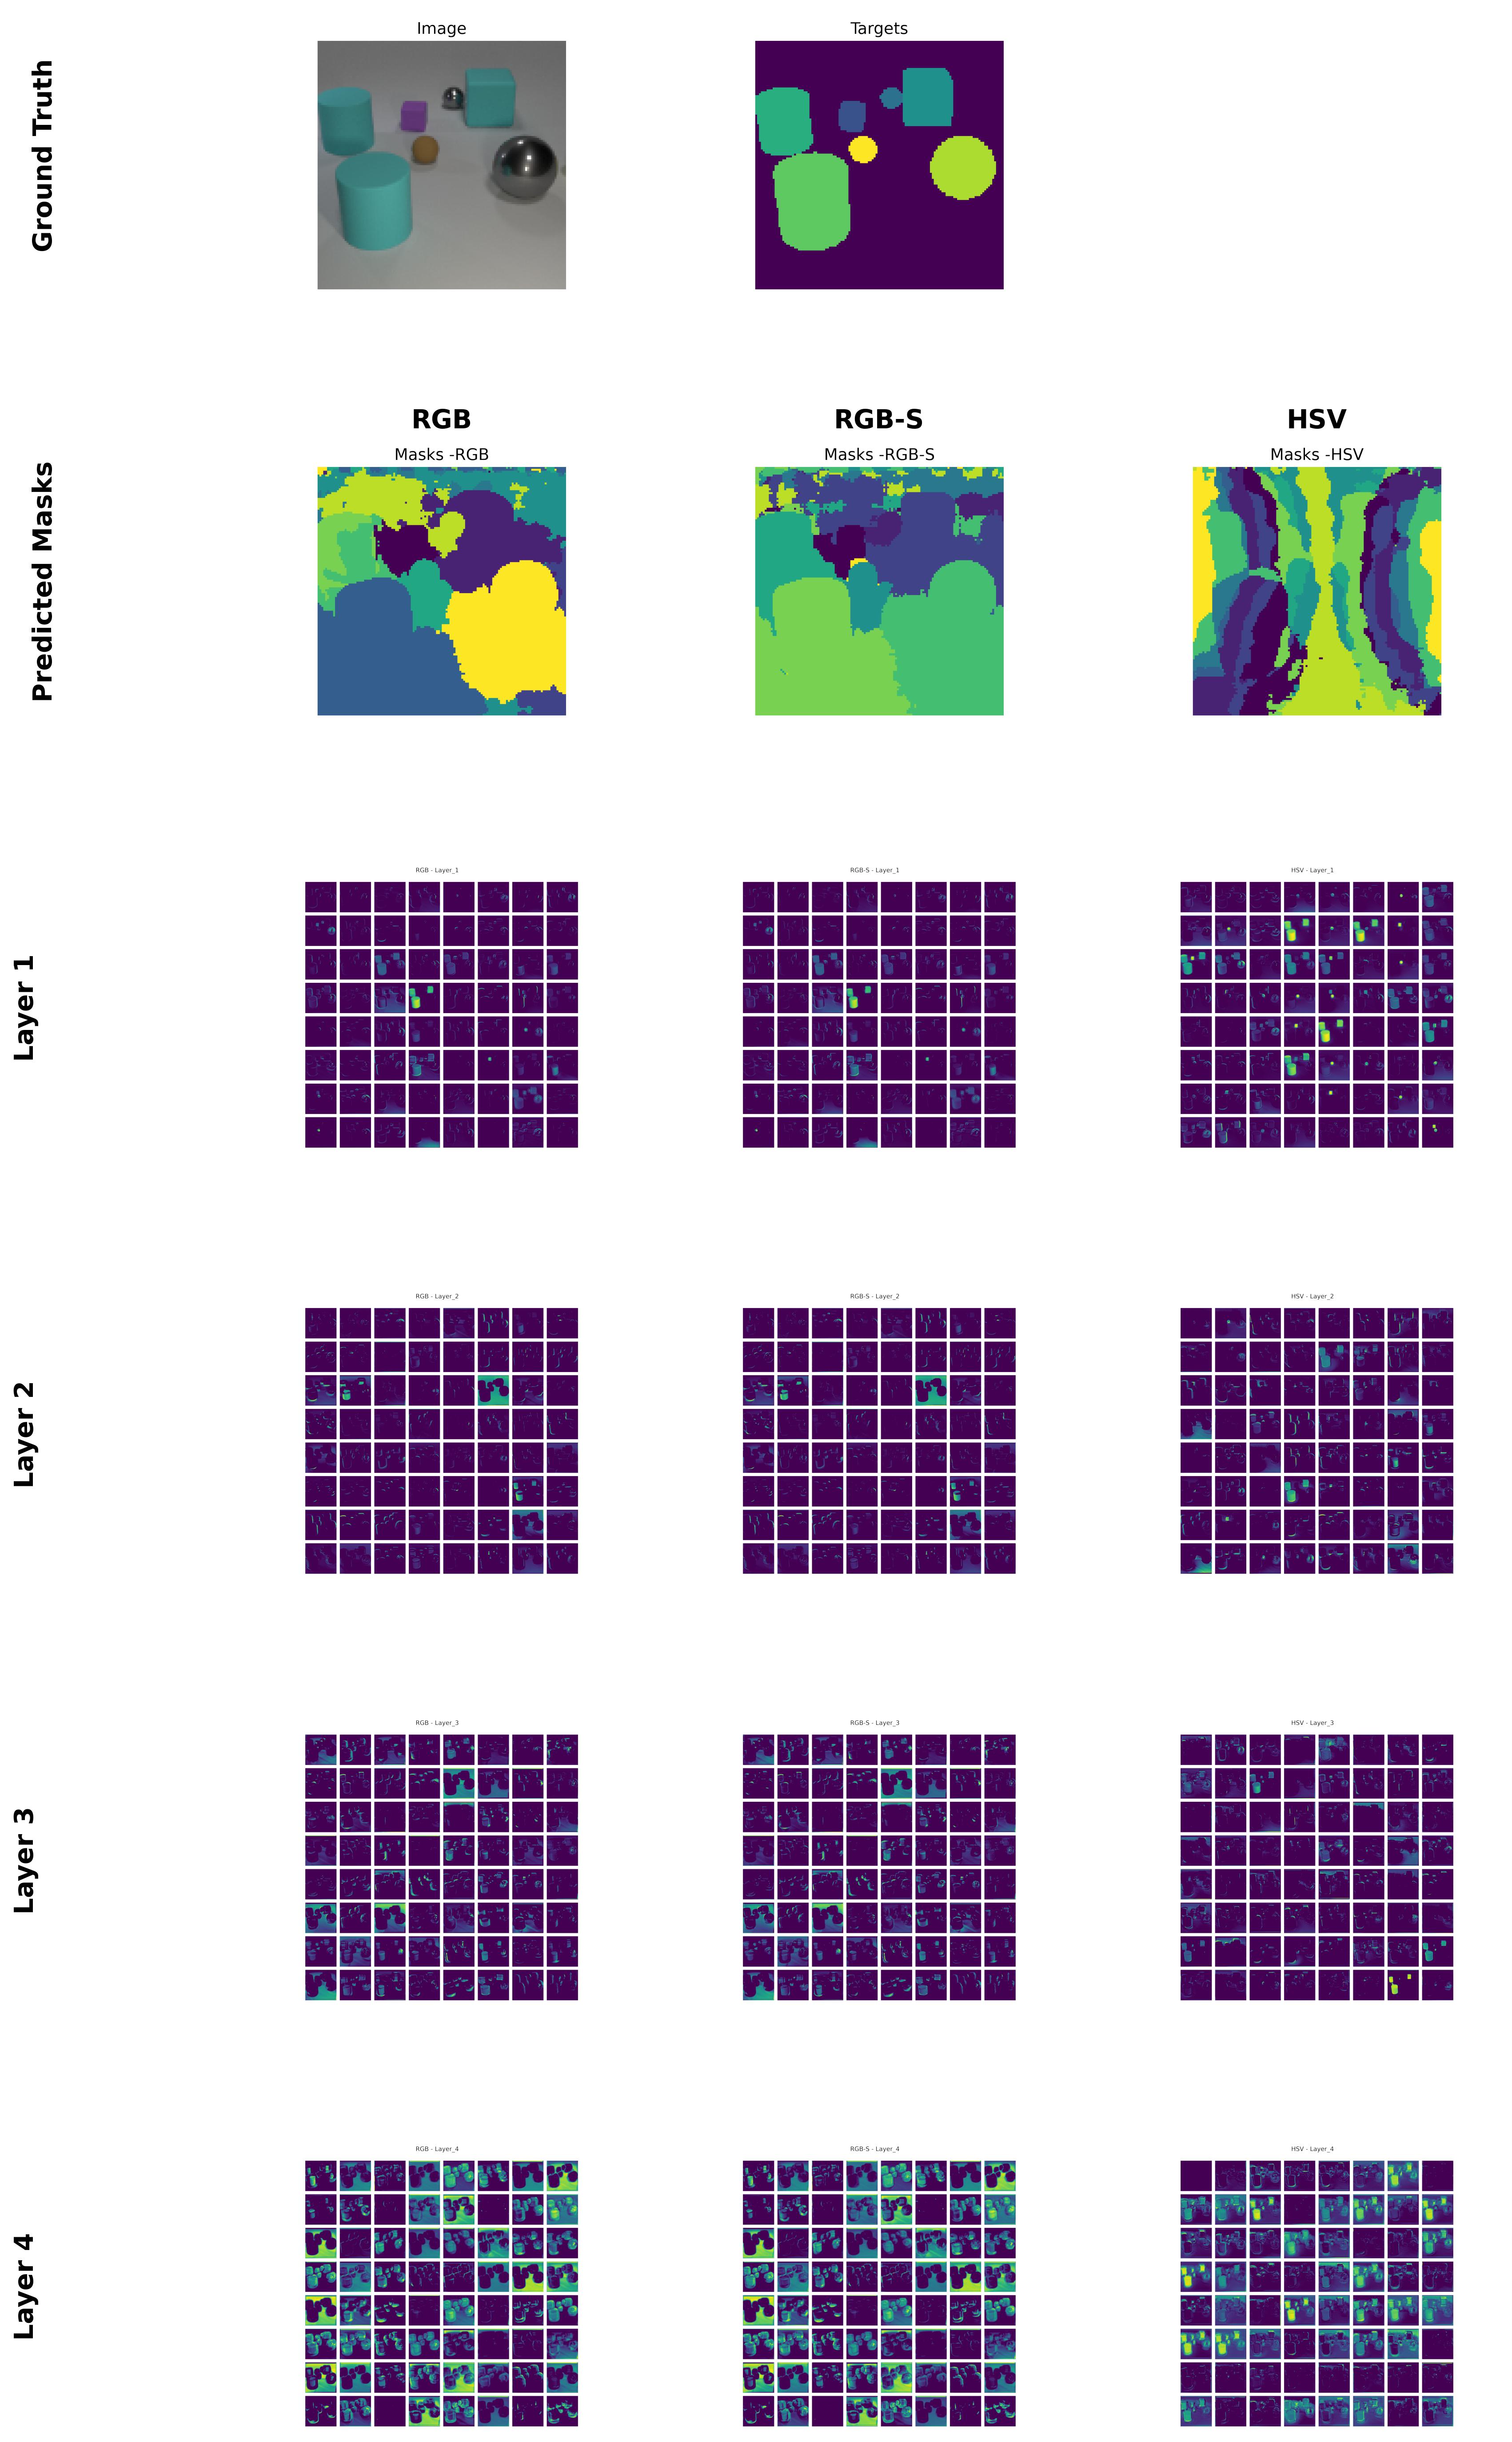 Ground Truth
Image
Targets
Predicted Masks
RGB
RGB-S
HSV
Masks -RGB
Masks -RGB-S
Masks -HSV
Layer 1
RGB - Layer_1
RGB-S - Layer_1
HSV - Layer_1
Layer 2
RGB - Layer_2
RGB-S - Layer_2
HSV - Layer_2
Layer 3
RGB - Layer_3
RGB-S - Layer_3
HSV - Layer_3
Layer 4
RGB - Layer_4
RGB-S - Layer_4
HSV - Layer_4